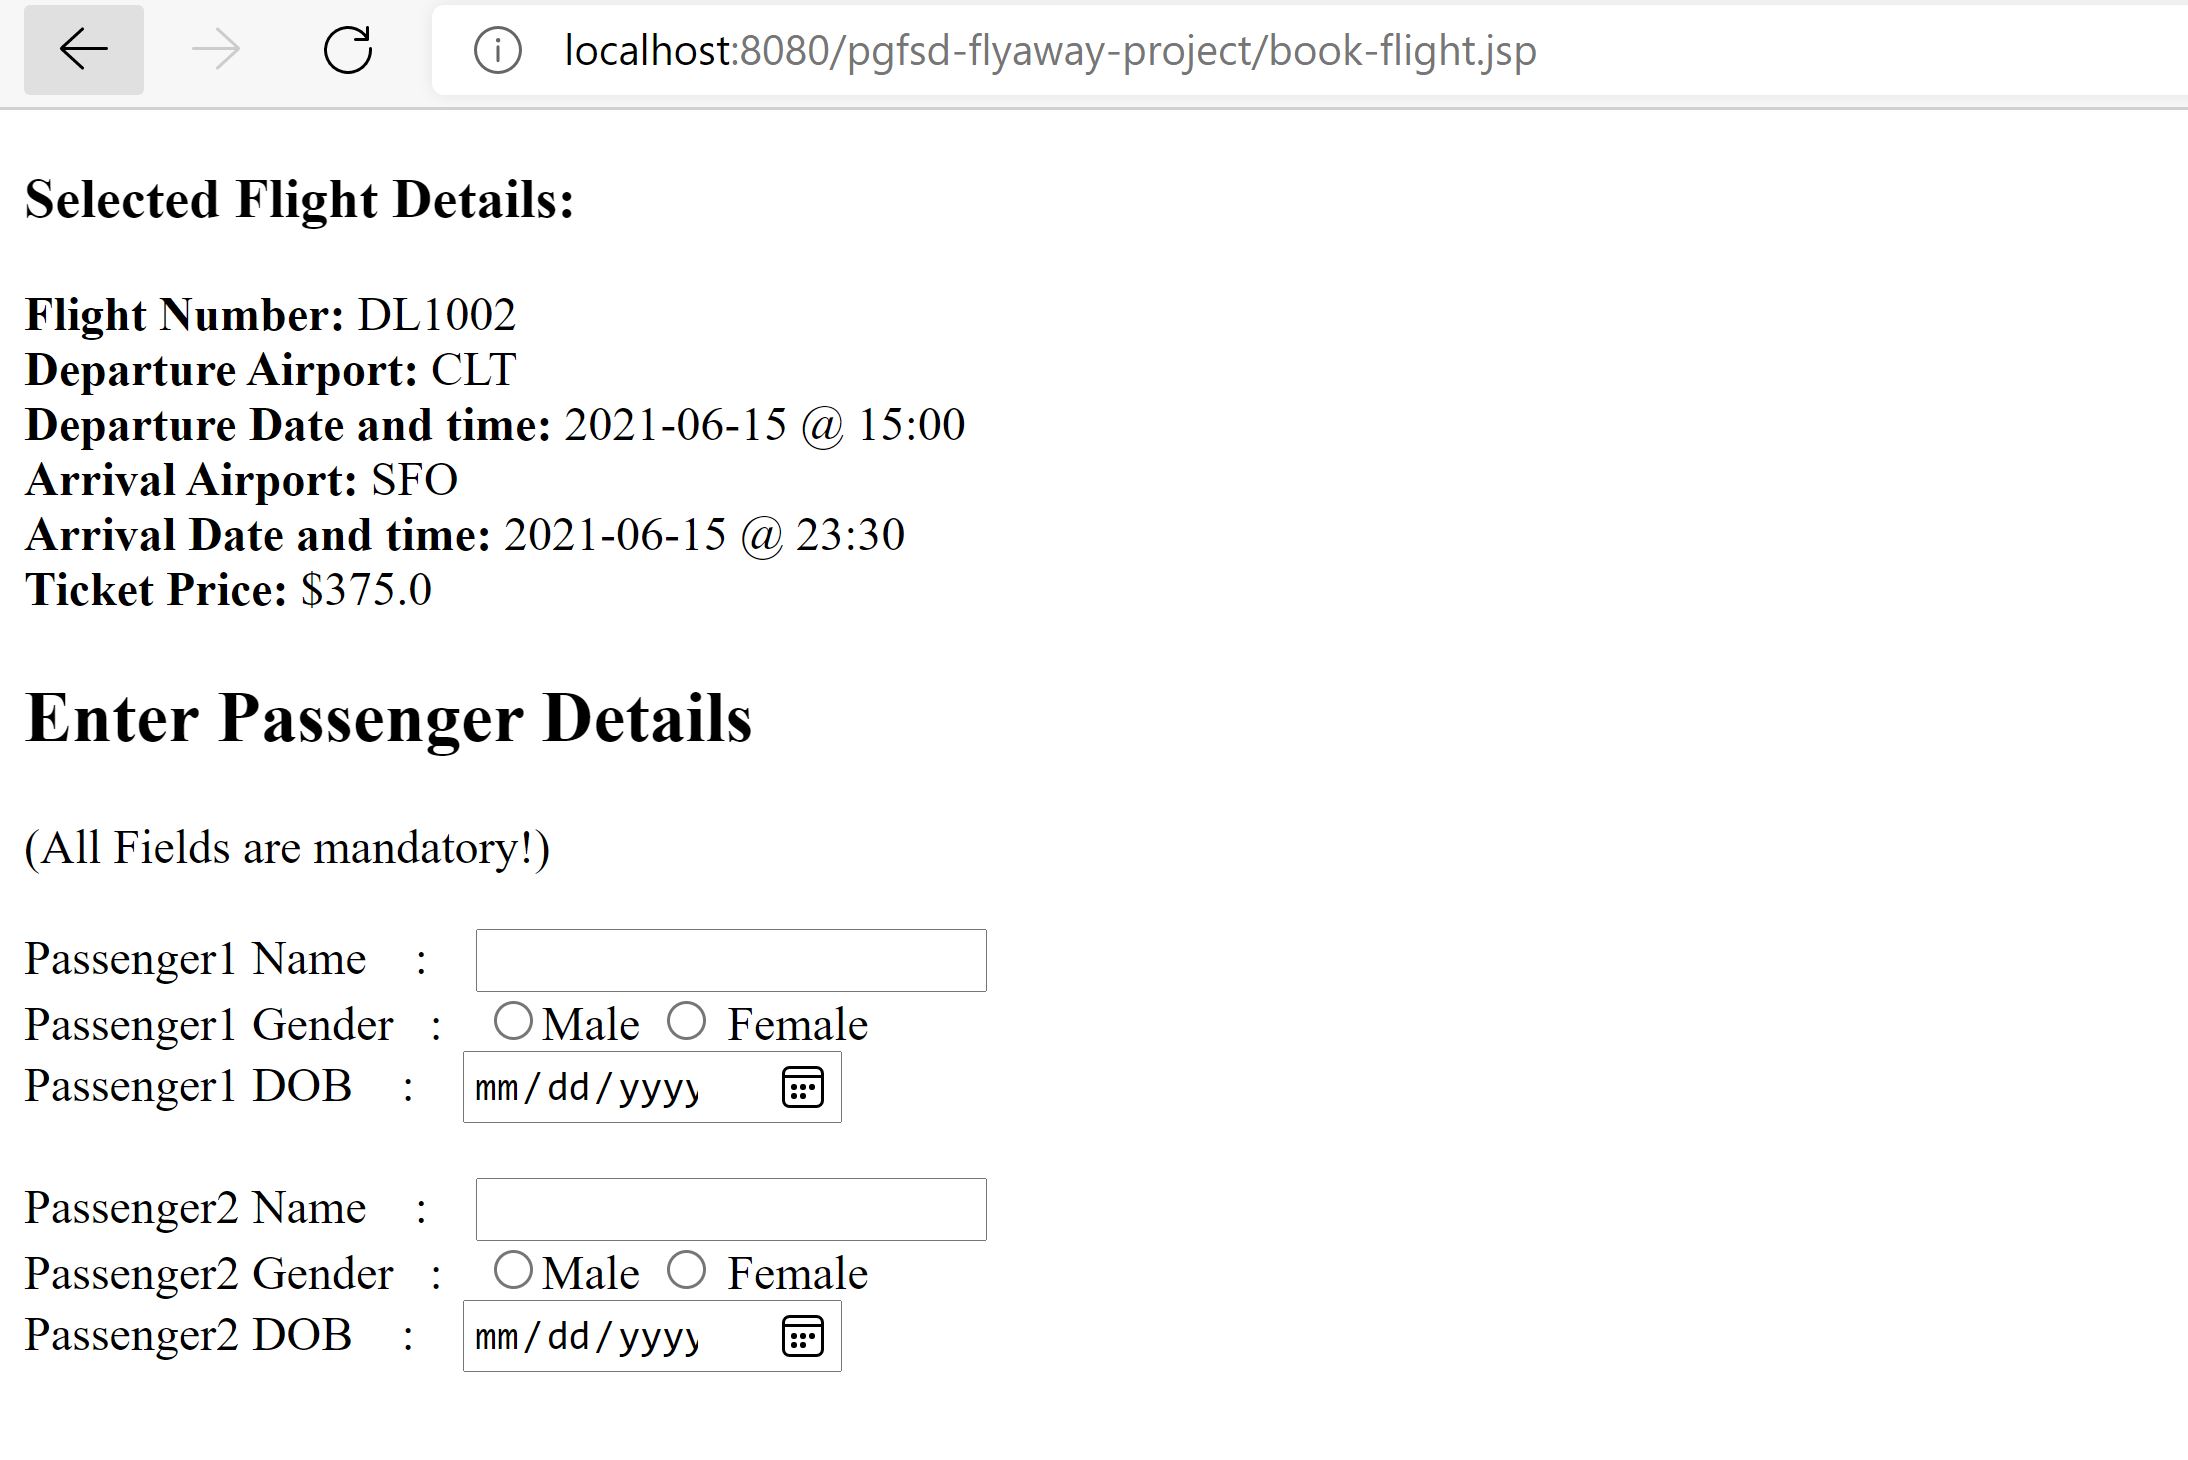 localhost:8080/pgfsd-flyaway-project/book-flight.jsp
Selected Flight Details:
Flight Number: DL1002
Departure Airport: CLT
Departure Date and time: 2021-06-15 @ 15:00
Arrival Airport: SFO
Arrival Date and time: 2021-06-15 @ 23:30
Ticket Price: $375.0
Enter Passenger Details
(All Fields are mandatory!)
Passenger1 Name :
Passenger1 Gender : Male Female
Passenger1 DOB : mm/dd/yyyy
Passenger2 Name :
Passenger2 Gender : Male Female
Passenger2 DOB : mm/dd/yyyy